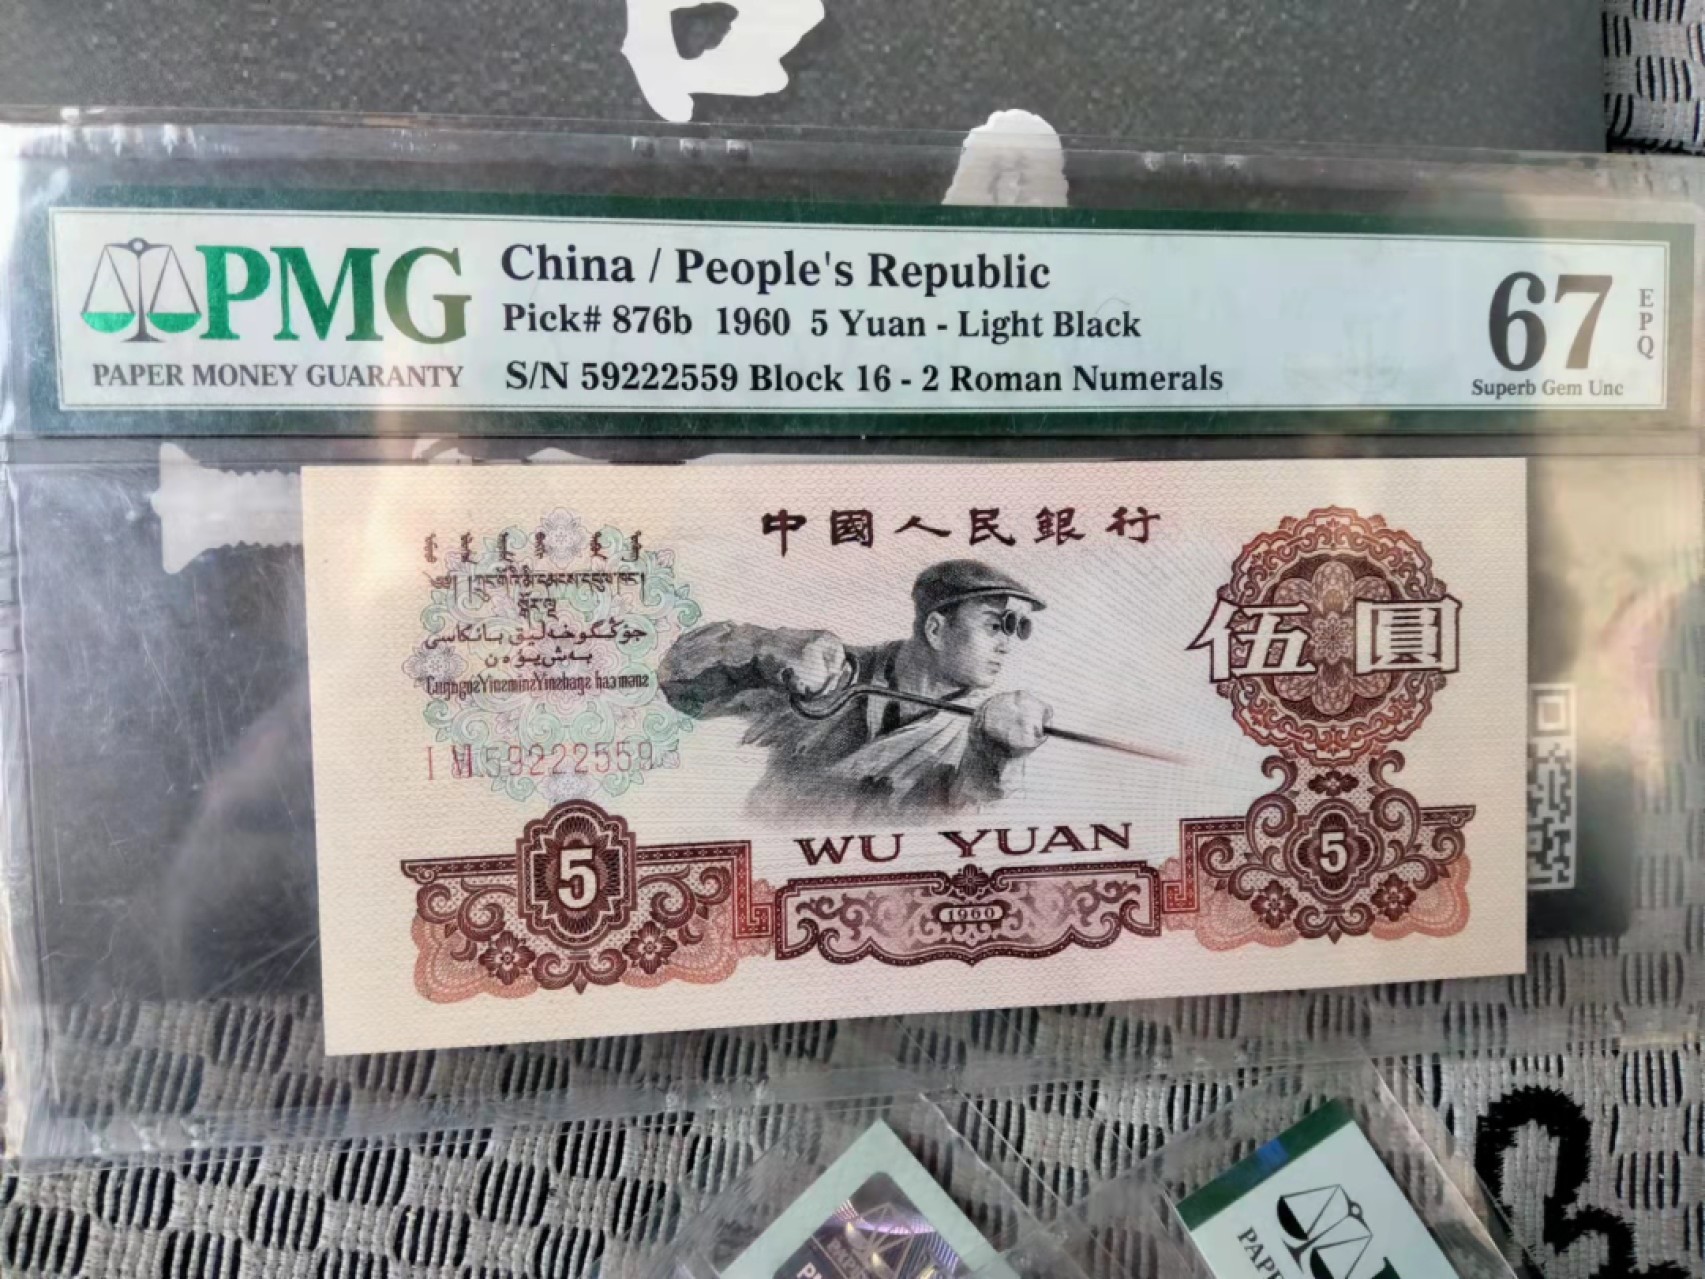 PMG
PAPER MONEY GUARANTY
China / People's Republic
Pick# 876b 1960 5 Yuan - Light Black
S/N 59222559 Block 16 - 2 Roman Numerals
67
EPQ
Superb Gem Unc
中國人民銀行
伍圓
I VI 59222559
5
WU YUAN
1960
5
PAPE